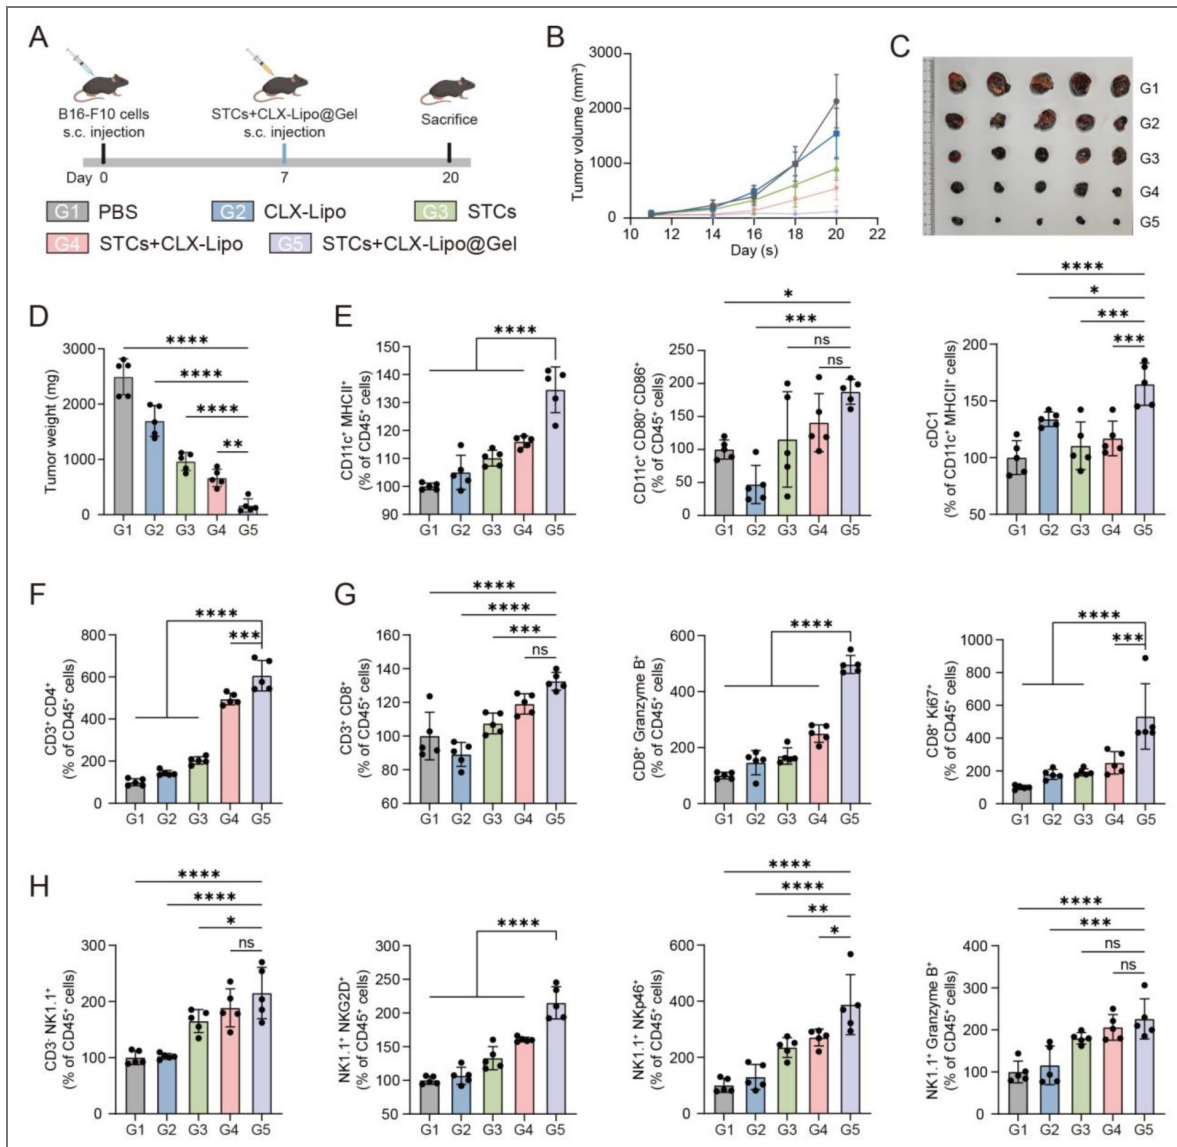 A
B16-F10 cells
s.c. injection
STCs+CLX-Lipo@Gel
s.c. injection
Sacrifice
Day 0 7 20
G1 PBS G2 CLX-Lipo G3 STCs
G4 STCs+CLX-Lipo G5 STCs+CLX-Lipo@Gel
B
Tumor volume (mm³)
3000
2000
1000
0
10 12 14 16 18 20 22
Day (s)
C
G1
G2
G3
G4
G5
D
Tumor weight (mg)
3000
2000
1000
0
****
****
****
**
G1 G2 G3 G4 G5
E
CD11c⁺ MHCII⁺
(% of CD45⁺ cells)
150
140
130
120
110
100
90
****
G1 G2 G3 G4 G5
CD11c⁺ CD80⁺ CD86⁺
(% of CD45⁺ cells)
250
200
150
100
50
0
*
***
ns
ns
G1 G2 G3 G4 G5
cDC1
(% of CD11c⁺ MHCII⁺ cells)
200
150
100
50
****
*
***
***
G1 G2 G3 G4 G5
F
CD3⁺ CD4⁺
(% of CD45⁺ cells)
800
600
400
200
0
****
***
G1 G2 G3 G4 G5
G
CD3⁺ CD8⁺
(% of CD45⁺ cells)
160
140
120
100
80
60
****
****
***
ns
G1 G2 G3 G4 G5
CD8⁺ Granzyme B⁺
(% of CD45⁺ cells)
600
400
200
0
****
G1 G2 G3 G4 G5
CD8⁺ Ki67⁺
(% of CD45⁺ cells)
1000
800
600
400
200
0
****
***
G1 G2 G3 G4 G5
H
CD3⁻ NK1.1⁺
(% of CD45⁺ cells)
300
200
100
0
****
****
*
ns
G1 G2 G3 G4 G5
NK1.1⁺ NKG2D⁺
(% of CD45⁺ cells)
300
250
200
150
100
50
****
G1 G2 G3 G4 G5
NK1.1⁺ NKp46⁺
(% of CD45⁺ cells)
600
400
200
0
****
****
**
*
G1 G2 G3 G4 G5
NK1.1⁺ Granzyme B⁺
(% of CD45⁺ cells)
400
300
200
100
0
****
***
ns
ns
G1 G2 G3 G4 G5